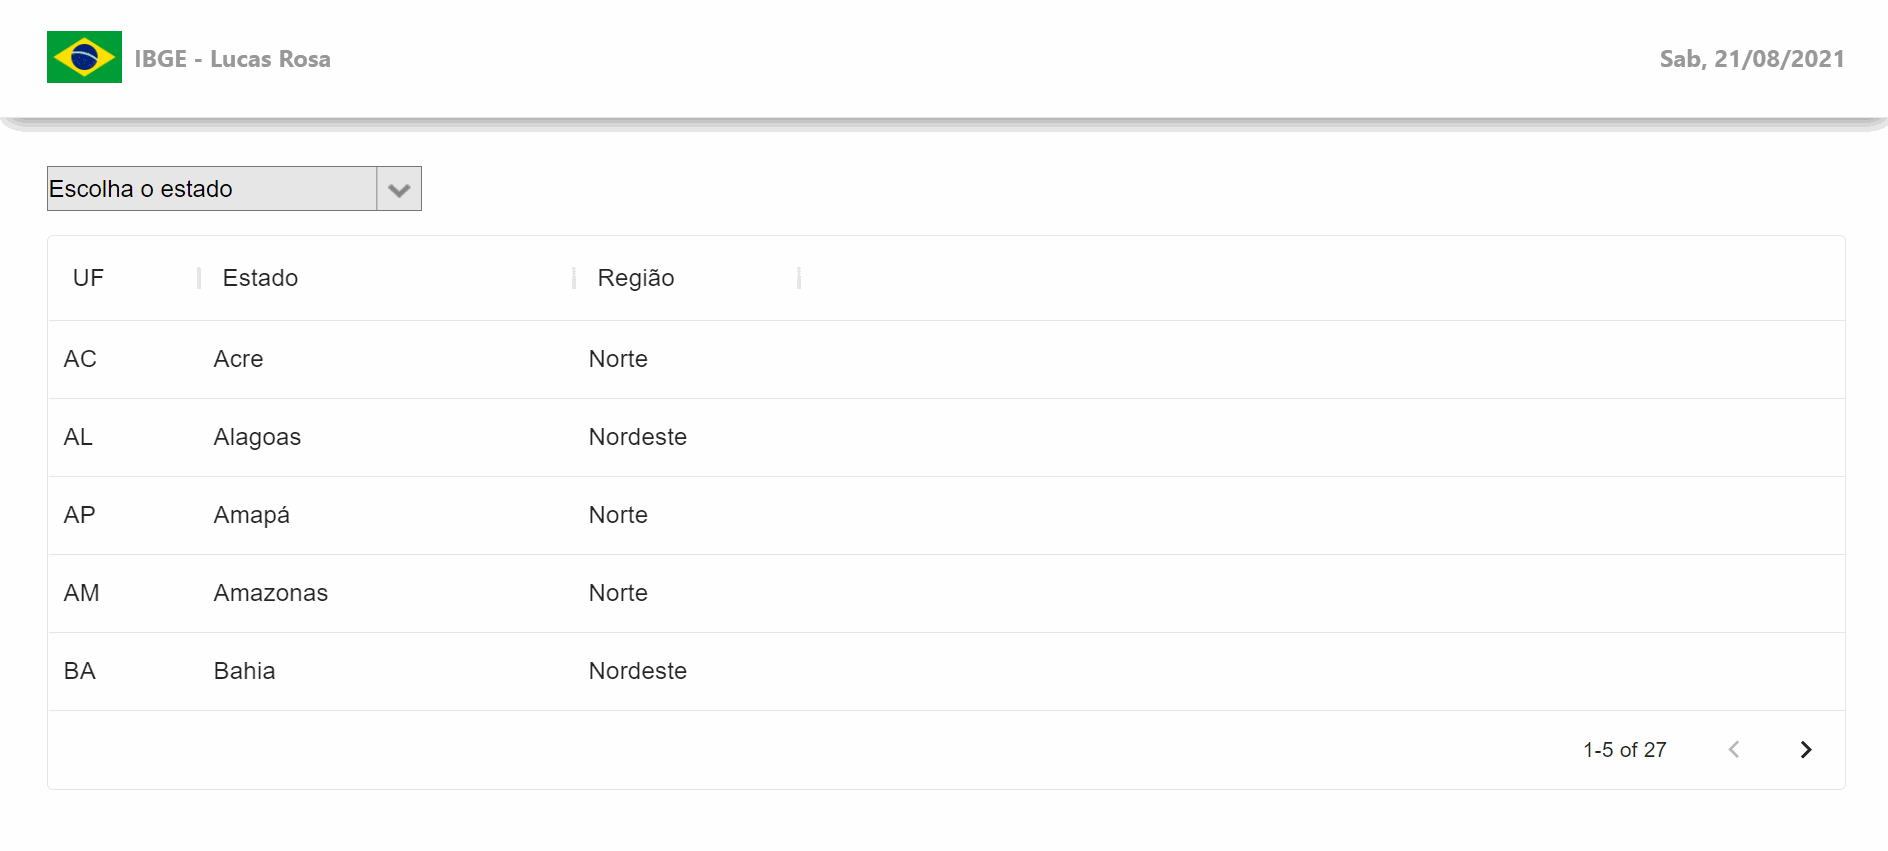 IBGE - Lucas Rosa
Sab, 21/08/2021
Escolha o estado
UF Estado Região
AC Acre Norte
AL Alagoas Nordeste
AP Amapá Norte
AM Amazonas Norte
BA Bahia Nordeste
1-5 of 27